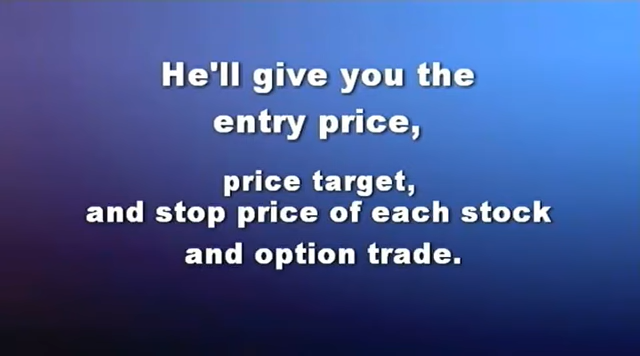 He'll give you the
entry price,
price target,
and stop price of each stock
and option trade.